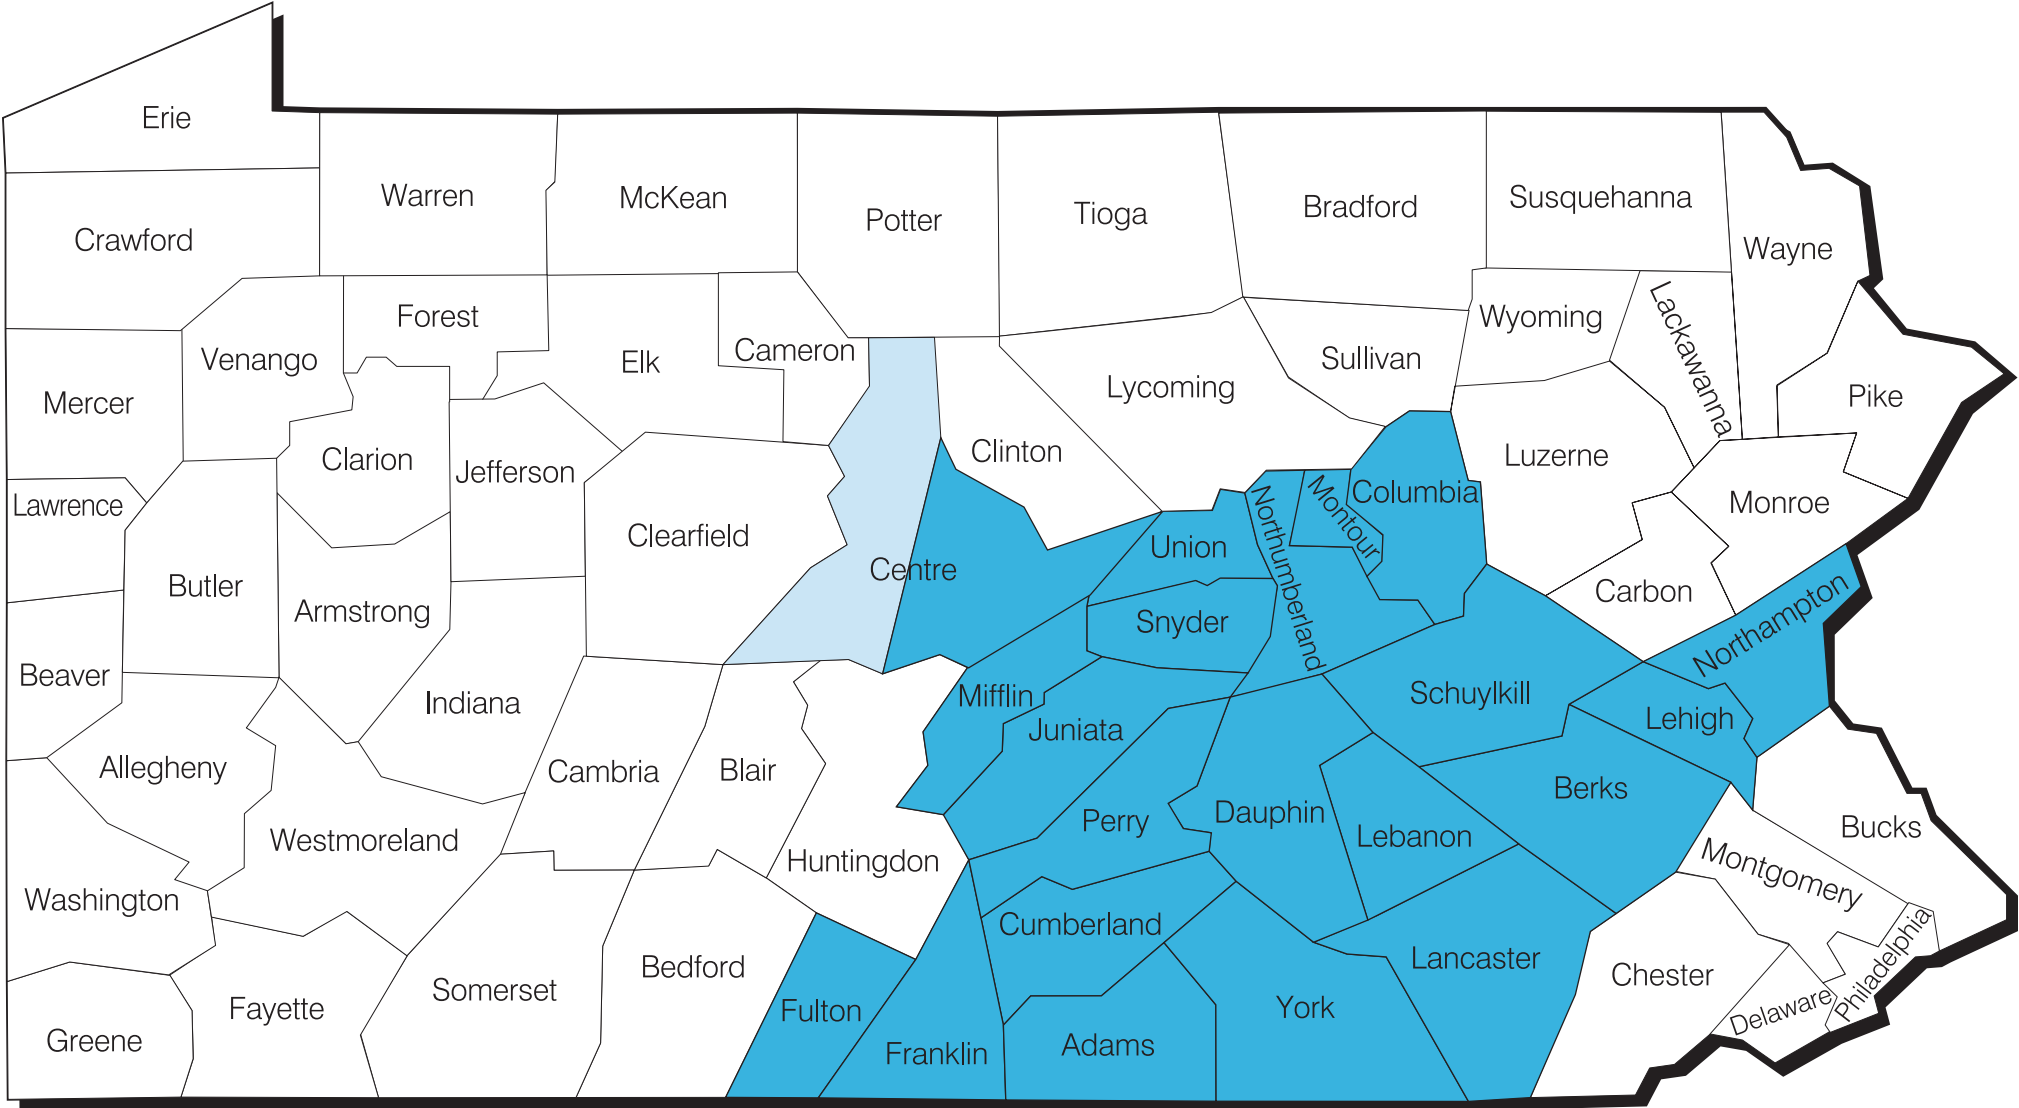 Erie
Warren
McKean
Potter
Tioga
Bradford
Susquehanna
Wayne
Crawford
Forest
Elk
Cameron
Wyoming
Lackawanna
Venango
Lycoming
Sullivan
Pike
Mercer
Clarion
Jefferson
Clinton
Columbia
Luzerne
Monroe
Lawrence
Clearfield
Centre
Union
Northumberland
Montour
Carbon
Butler
Armstrong
Snyder
Northampton
Beaver
Indiana
Mifflin
Juniata
Schuylkill
Lehigh
Allegheny
Cambria
Blair
Perry
Dauphin
Lebanon
Berks
Bucks
Westmoreland
Huntingdon
Montgomery
Washington
Cumberland
Philadelphia
Somerset
Bedford
Lancaster
Chester
Greene
Fayette
Fulton
Franklin
Adams
York
Delaware